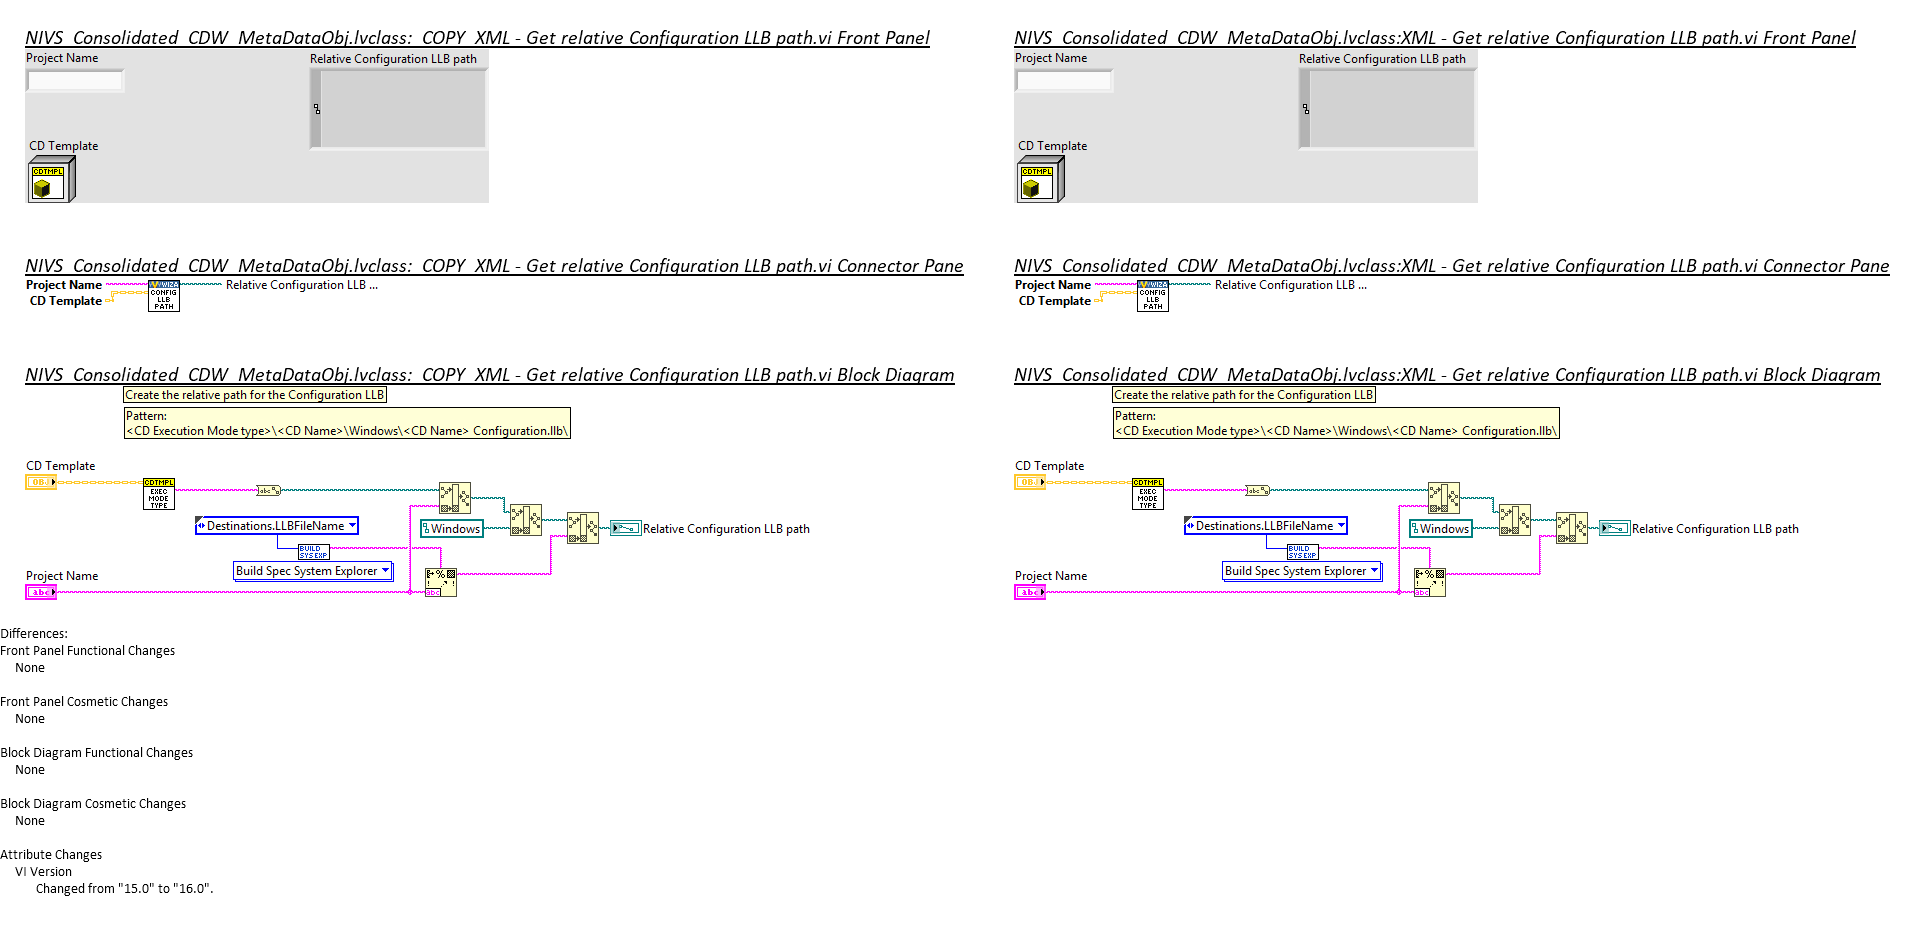 NIVS_Consolidated_CDW_MetaDataObj.lvclass:_COPY_XML - Get relative Configuration LLB path.vi Front Panel
Project Name
Relative Configuration LLB path
CD Template
CDTMPL
NIVS_Consolidated_CDW_MetaDataObj.lvclass:_COPY_XML - Get relative Configuration LLB path.vi Connector Pane
Project Name
CD Template
CONFIG
LLB
PATH
Relative Configuration LLB ...
NIVS_Consolidated_CDW_MetaDataObj.lvclass:_COPY_XML - Get relative Configuration LLB path.vi Block Diagram
Create the relative path for the Configuration LLB
Pattern:
<CD Execution Mode type>\<CD Name>\Windows\<CD Name> Configuration.llb\
CD Template
OBJ
CDTMPL
EXEC
MODE
TYPE
abc
Destinations.LLBFileName
Windows
Relative Configuration LLB path
BUILD
SYS EXP
Build Spec System Explorer
Project Name
abc
abc
NIVS_Consolidated_CDW_MetaDataObj.lvclass:XML - Get relative Configuration LLB path.vi Front Panel
Project Name
Relative Configuration LLB path
CD Template
CDTMPL
NIVS_Consolidated_CDW_MetaDataObj.lvclass:XML - Get relative Configuration LLB path.vi Connector Pane
Project Name
CD Template
CONFIG
LLB
PATH
Relative Configuration LLB ...
NIVS_Consolidated_CDW_MetaDataObj.lvclass:XML - Get relative Configuration LLB path.vi Block Diagram
Create the relative path for the Configuration LLB
Pattern:
<CD Execution Mode type>\<CD Name>\Windows\<CD Name> Configuration.llb\
CD Template
OBJ
CDTMPL
EXEC
MODE
TYPE
abc
Destinations.LLBFileName
Windows
Relative Configuration LLB path
BUILD
SYS EXP
Build Spec System Explorer
Project Name
abc
abc
Differences:
Front Panel Functional Changes
None
Front Panel Cosmetic Changes
None
Block Diagram Functional Changes
None
Block Diagram Cosmetic Changes
None
Attribute Changes
VI Version
Changed from "15.0" to "16.0".